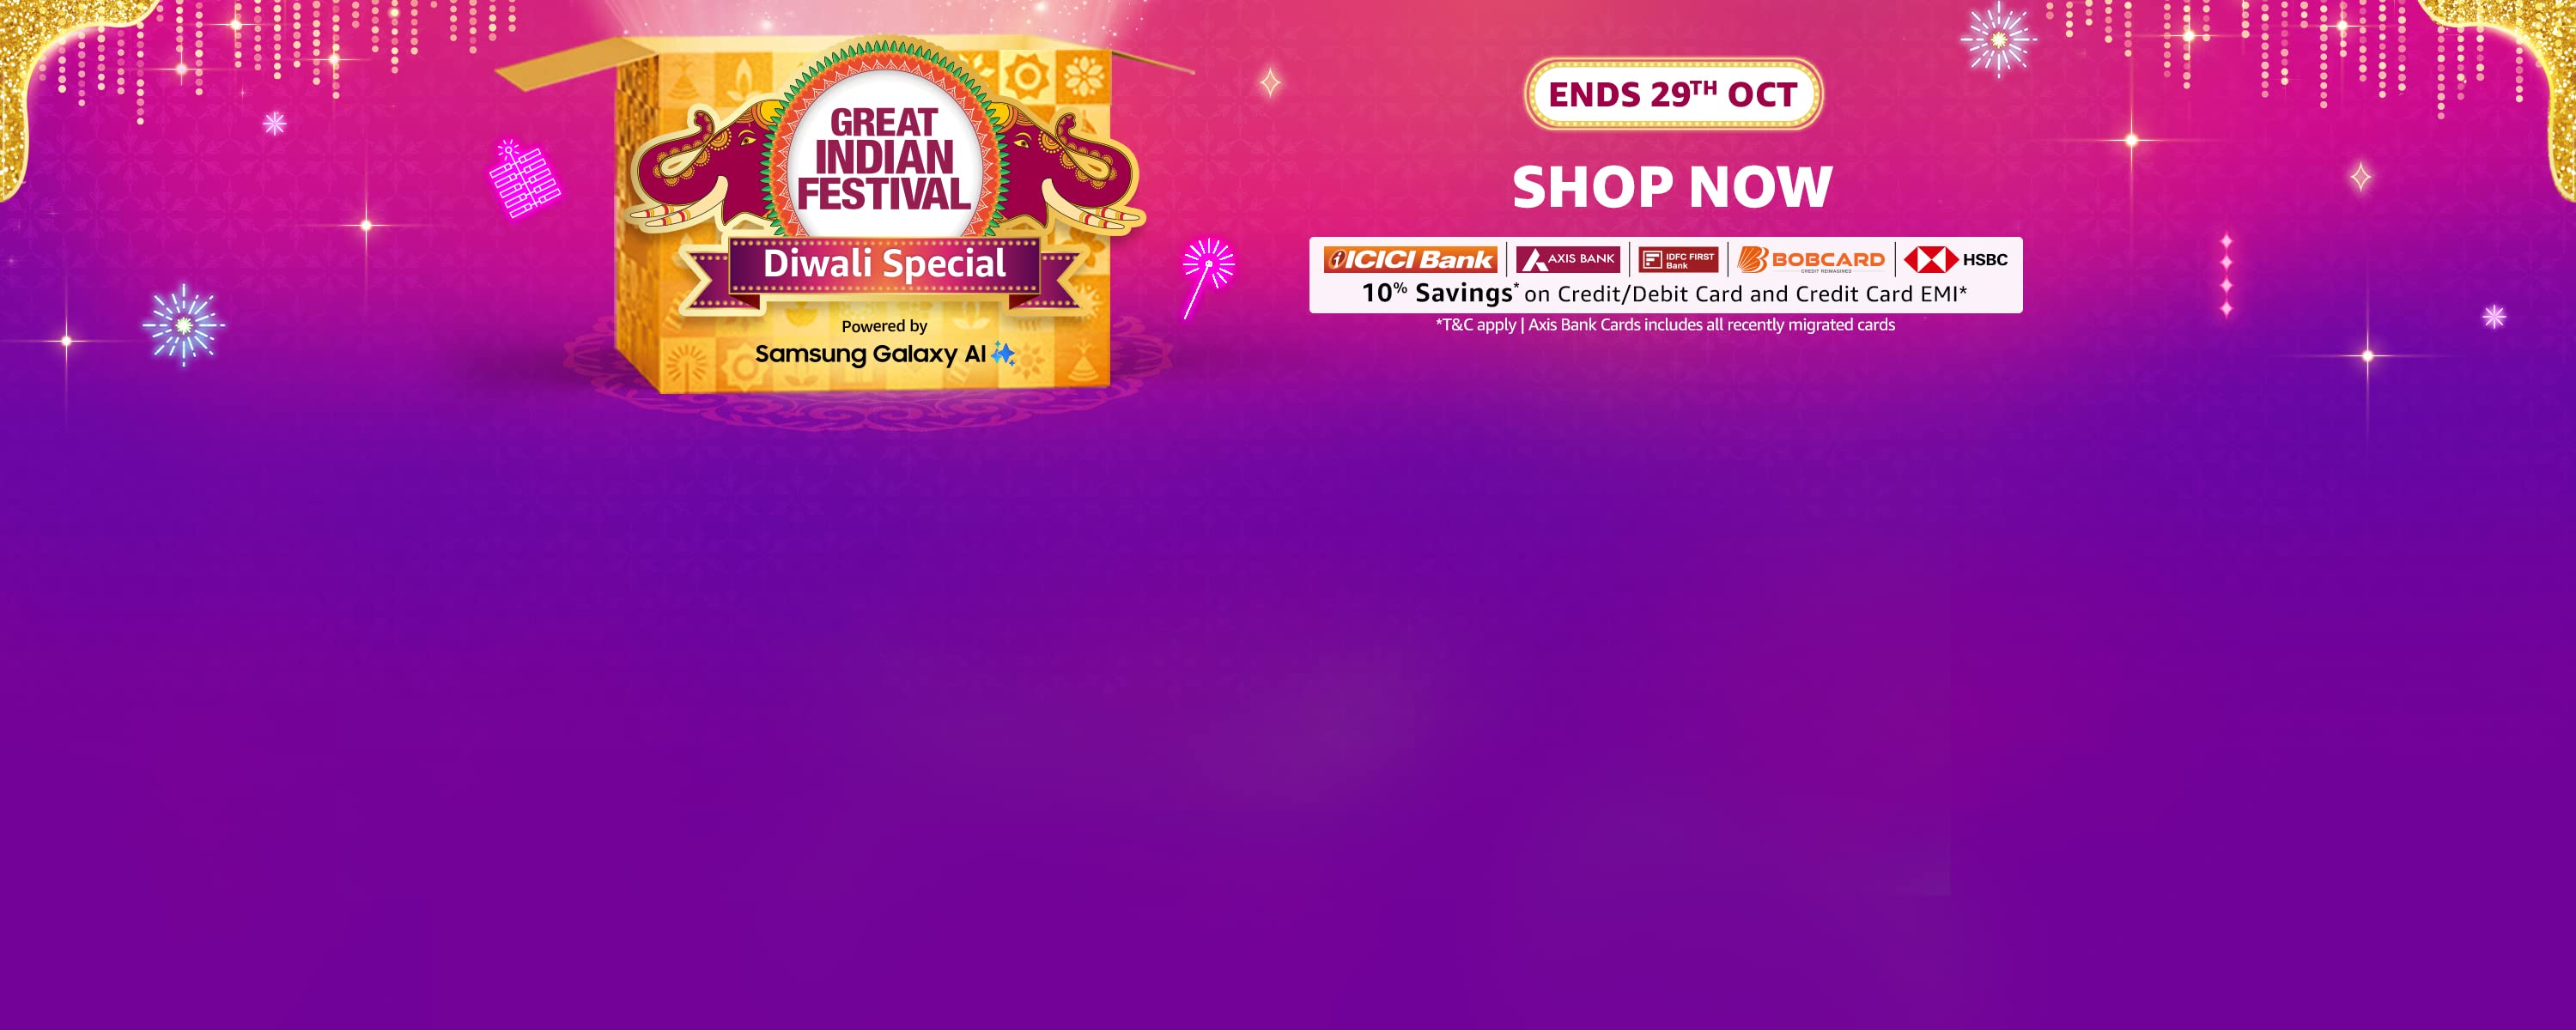 GREAT
INDIAN
FESTIVAL
Diwali Special
Powered by
Samsung Galaxy AI
ENDS 29TH OCT
SHOP NOW
ICICI Bank | AXIS BANK | IDFC FIRST Bank | BOBCARD CREDIT REIMAGINED | HSBC
10% Savings* on Credit/Debit Card and Credit Card EMI*
*T&C apply | Axis Bank Cards includes all recently migrated cards